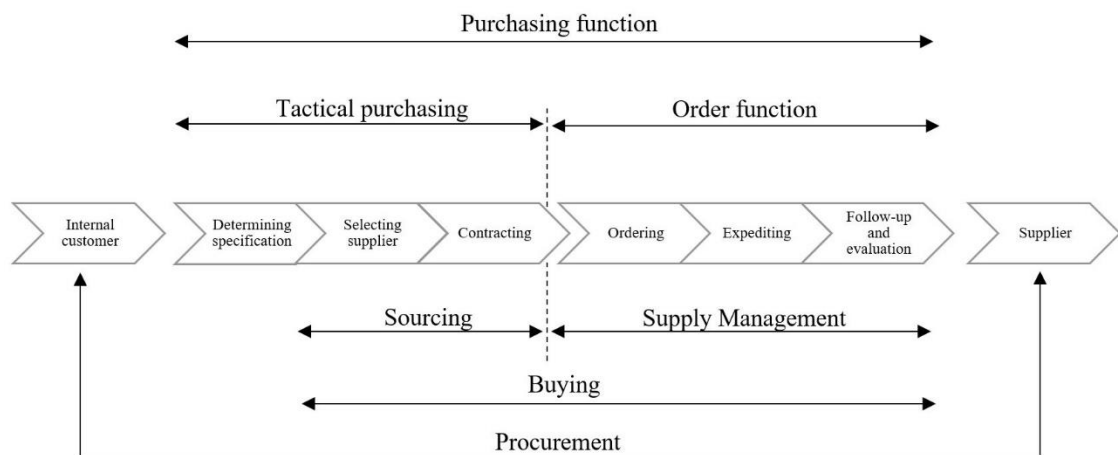 Purchasing function
Tactical purchasing
Order function
Internal
customer
Determining
specification
Selecting
supplier
Contracting
Ordering
Expediting
Follow-up
and
evaluation
Supplier
Sourcing
Supply Management
Buying
Procurement